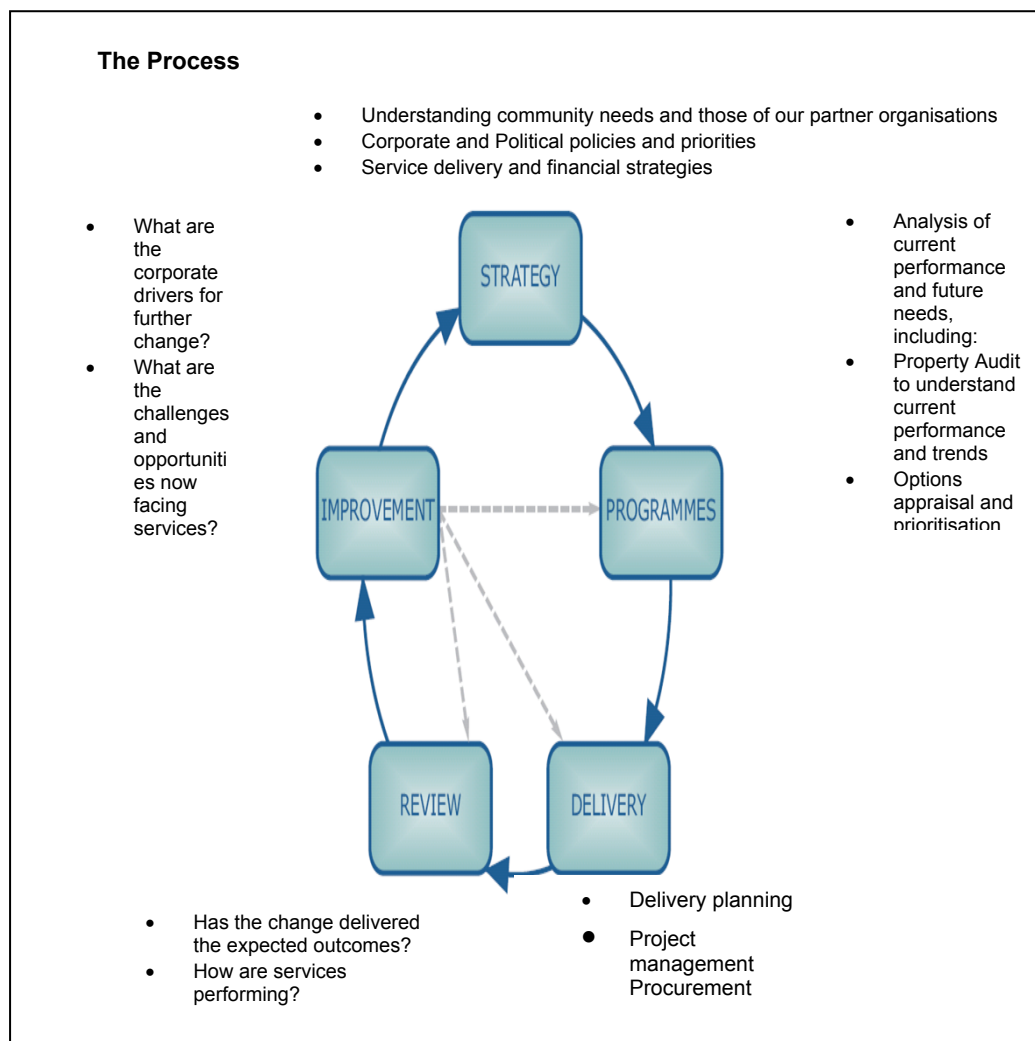 The Process
• Understanding community needs and those of our partner organisations
• Corporate and Political policies and priorities
• Service delivery and financial strategies
• What are
the
corporate
drivers for
further
change?
• What are
the
challenges
and
opportuniti
es now
facing
services?
• Analysis of
current
performance
and future
needs,
including:
• Property Audit
to understand
current
performance
and trends
• Options
appraisal and
prioritisation
STRATEGY
IMPROVEMENT
PROGRAMMES
REVIEW
DELIVERY
• Has the change delivered
the expected outcomes?
• How are services
performing?
• Delivery planning
• Project
management
Procurement